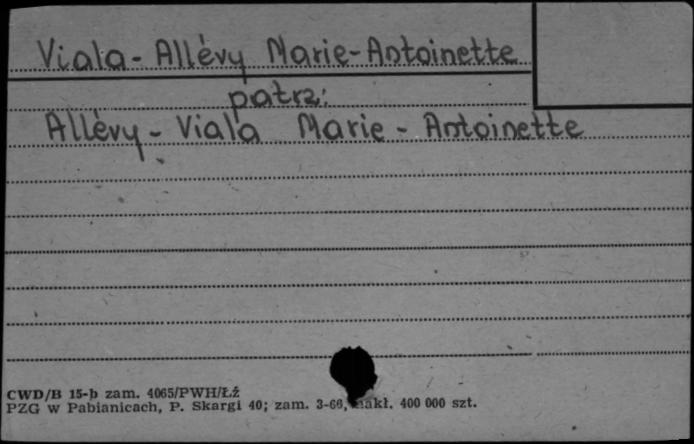 Viala - Allévy Marie-Antoinette
patrz:
Allévy - Viala Marie - Antoinette
CWD/B 15-b zam. 4065/PWH/Łź
PZG w Pabianicach, P. Skargi 40; zam. 3-66, nakł. 400 000 szt.